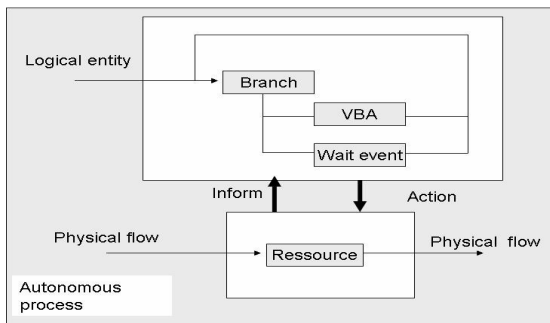 Logical entity
Branch
VBA
Wait event
Inform
Action
Physical flow
Ressource
Physical flow
Autonomous
process